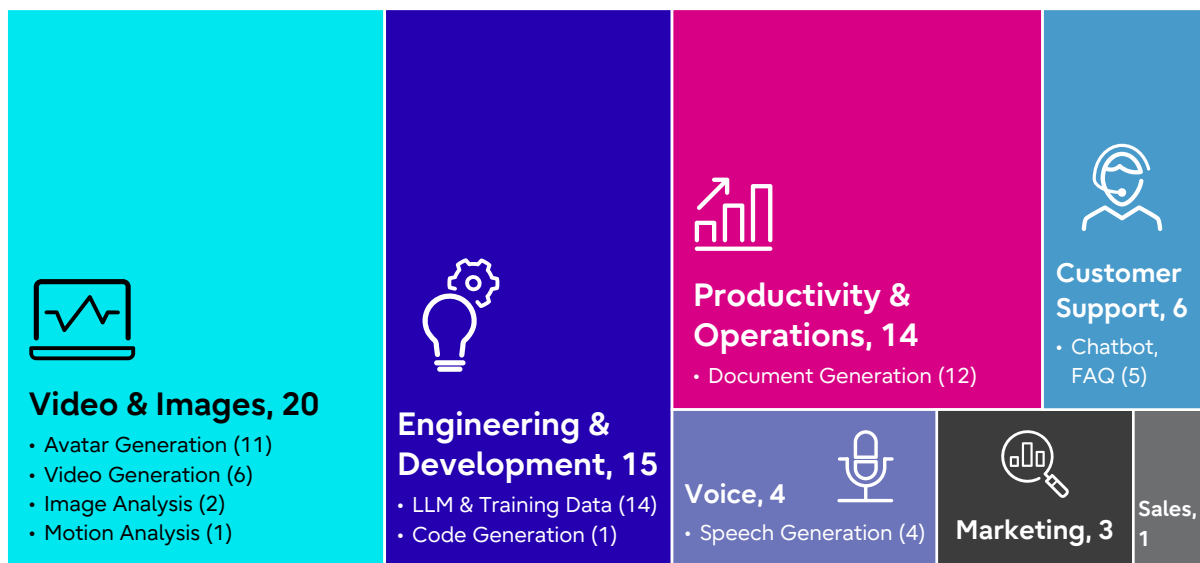 Video & Images, 20
• Avatar Generation (11)
• Video Generation (6)
• Image Analysis (2)
• Motion Analysis (1)
Engineering &
Development, 15
• LLM & Training Data (14)
• Code Generation (1)
Productivity &
Operations, 14
• Document Generation (12)
Customer
Support, 6
• Chatbot,
FAQ (5)
Voice, 4
• Speech Generation (4)
Marketing, 3
Sales,
1